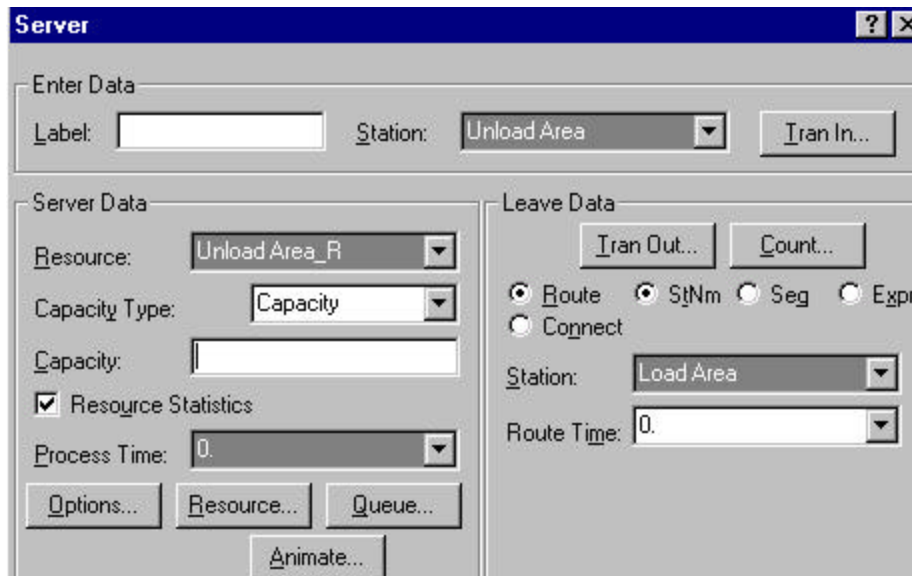 Server
Enter Data
Label:
Station: Unload Area
Tran In...
Server Data
Resource: Unload Area_R
Capacity Type: Capacity
Capacity:
Resource Statistics
Process Time: 0.
Options... Resource... Queue...
Animate...
Leave Data
Tran Out... Count...
Route StNm Seg Expr
Connect
Station: Load Area
Route Time: 0.